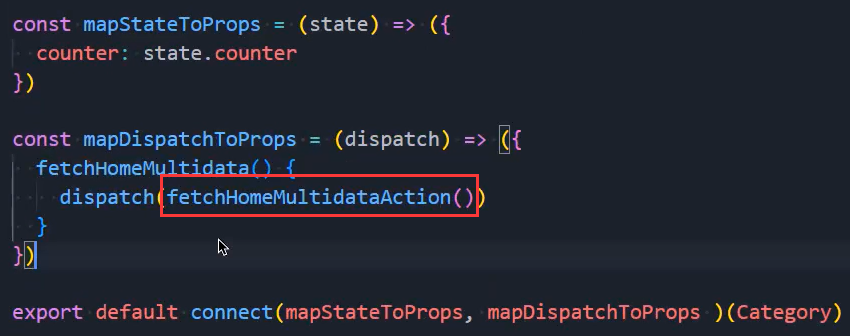 const mapStateToProps = (state) => ({
  counter: state.counter
})
const mapDispatchToProps = (dispatch) => ({
  fetchHomeMultidata() {
    dispatch(fetchHomeMultidataAction())
  }
})
export default connect(mapStateToProps, mapDispatchToProps )(Category)